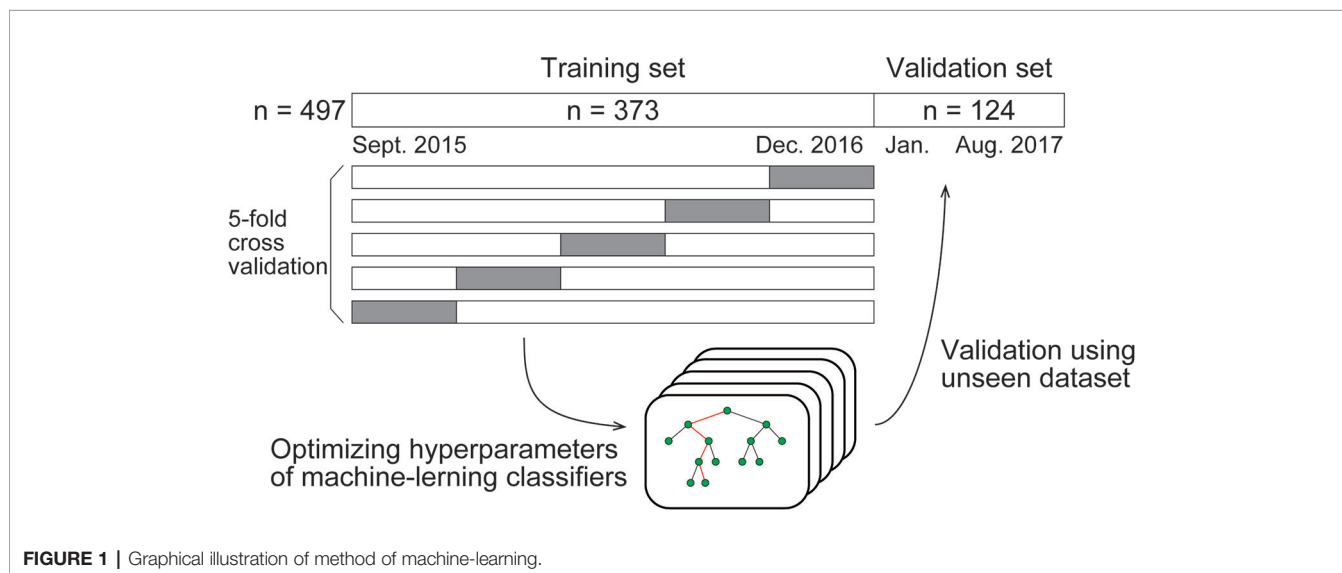 Training set
Validation set
n = 497
n = 373
n = 124
Sept. 2015
Dec. 2016
Jan.
Aug. 2017
5-fold
cross
validation
Validation using
unseen dataset
Optimizing hyperparameters
of machine-lerning classifiers
FIGURE 1 | Graphical illustration of method of machine-learning.